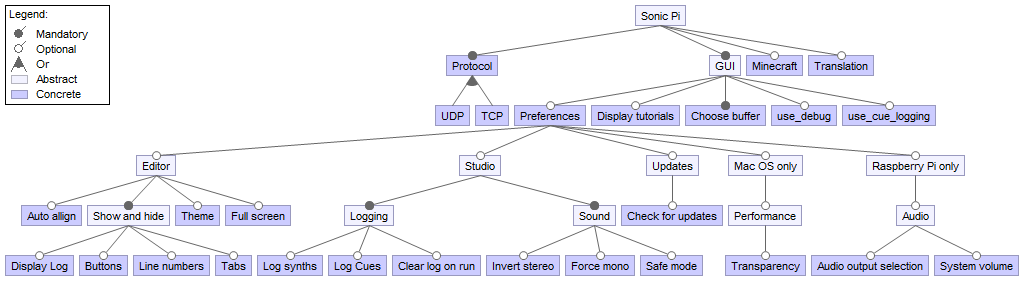 Legend:
Mandatory
Optional
Or
Abstract
Concrete
Sonic Pi
Protocol
GUI
Minecraft
Translation
UDP
TCP
Preferences
Display tutorials
Choose buffer
use_debug
use_cue_logging
Editor
Studio
Updates
Mac OS only
Raspberry Pi only
Auto allign
Show and hide
Theme
Full screen
Logging
Sound
Check for updates
Performance
Audio
Display Log
Buttons
Line numbers
Tabs
Log synths
Log Cues
Clear log on run
Invert stereo
Force mono
Safe mode
Transparency
Audio output selection
System volume